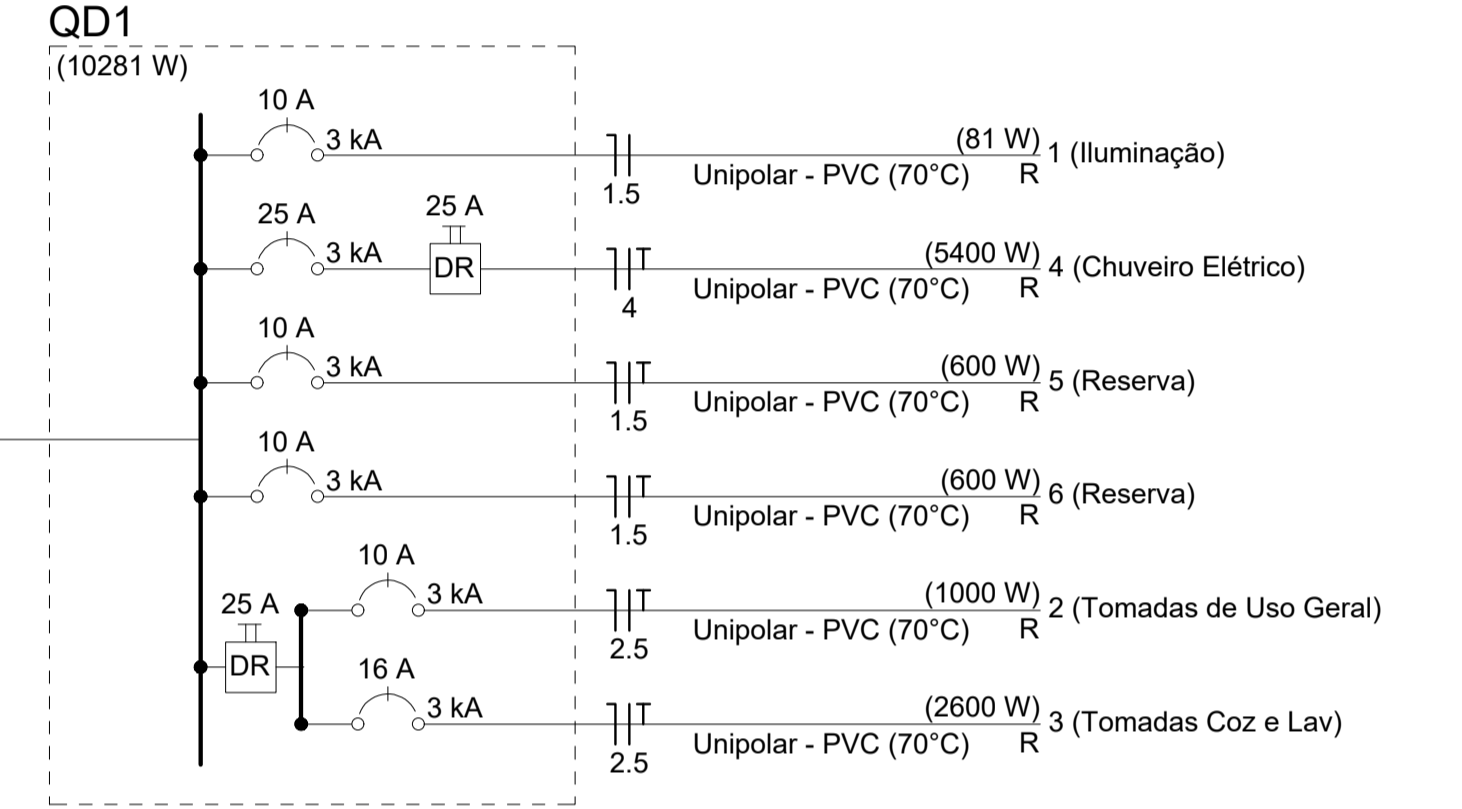 QD1
(10281 W)
10 A
3 kA
1.5
Unipolar - PVC (70°C)
(81 W)
R
1 (Iluminação)
25 A
3 kA
25 A
DR
4
Unipolar - PVC (70°C)
(5400 W)
R
4 (Chuveiro Elétrico)
10 A
3 kA
1.5
Unipolar - PVC (70°C)
(600 W)
R
5 (Reserva)
10 A
3 kA
1.5
Unipolar - PVC (70°C)
(600 W)
R
6 (Reserva)
25 A
DR
10 A
3 kA
2.5
Unipolar - PVC (70°C)
(1000 W)
R
2 (Tomadas de Uso Geral)
16 A
3 kA
2.5
Unipolar - PVC (70°C)
(2600 W)
R
3 (Tomadas Coz e Lav)